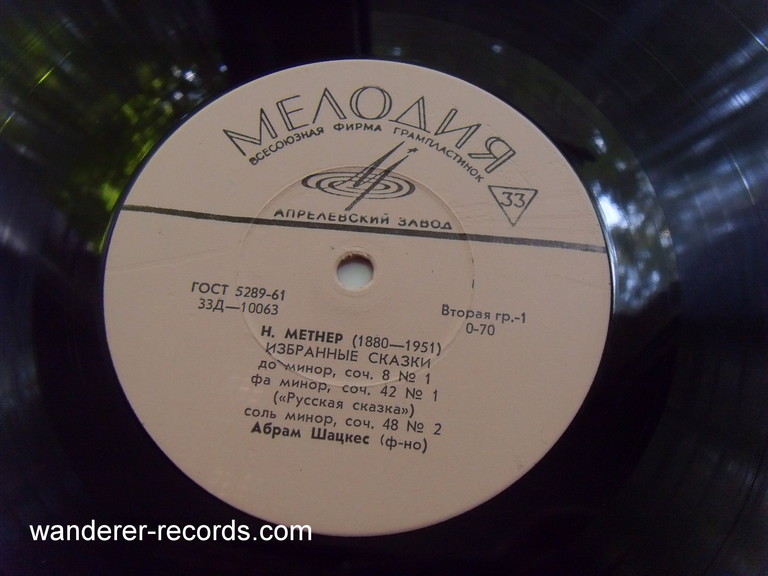 МЕЛОДИЯ
ВСЕСОЮЗНАЯ ФИРМА ГРАМПЛАСТИНОК
33
АПРЕЛЕВСКИЙ ЗАВОД
ГОСТ 5289-61
33Д—10063
Вторая гр.-1
0-70
Н. МЕТНЕР (1880—1951)
ИЗБРАННЫЕ СКАЗКИ
до минор, соч. 8 № 1
фа минор, соч. 42 № 1
(«Русская сказка»)
соль минор, соч. 48 № 2
Абрам Шацкес (ф-но)
wanderer-records.com